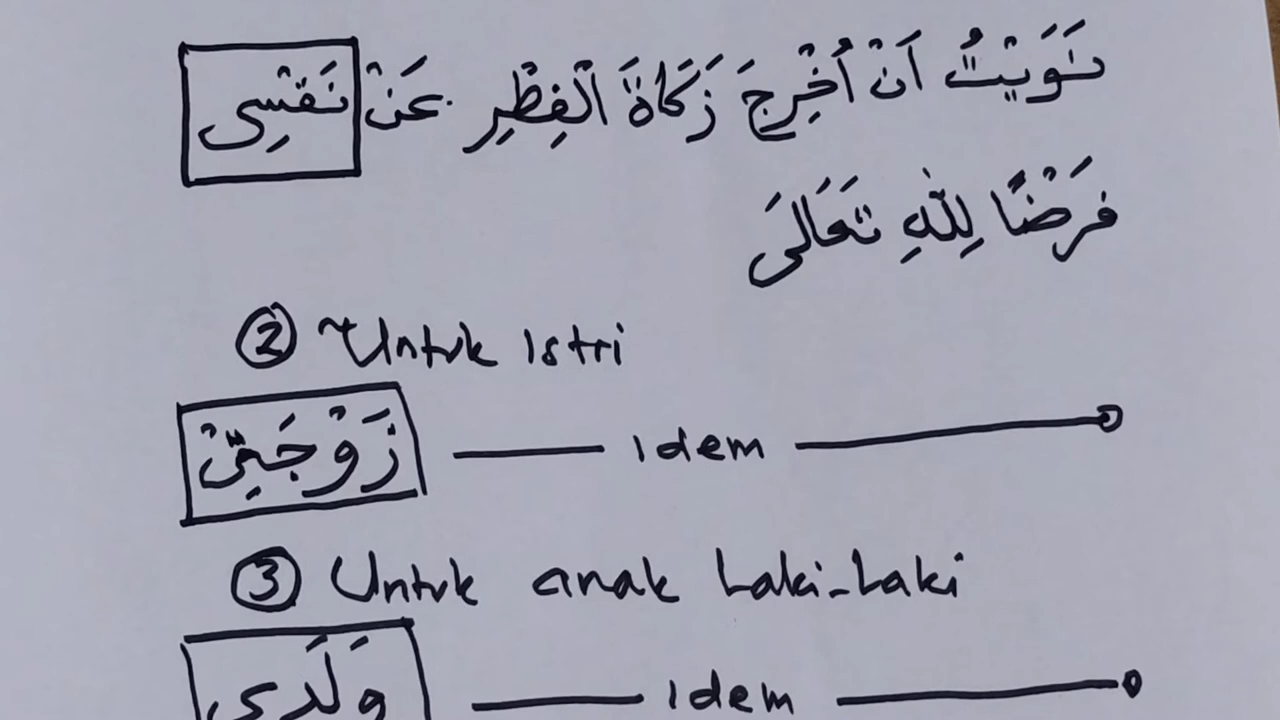 نَوَيْتُ اَنْ اُخْرِجَ زَكَاةَ الْفِطْرِ عَنْ نَفْسِى
فَرْضًا لِلّٰهِ تَعَالَى
② Untuk Istri
زَوْجَتِيْ —— idem ——
③ Untuk anak Laki-Laki
وَلَدِى —— idem ——